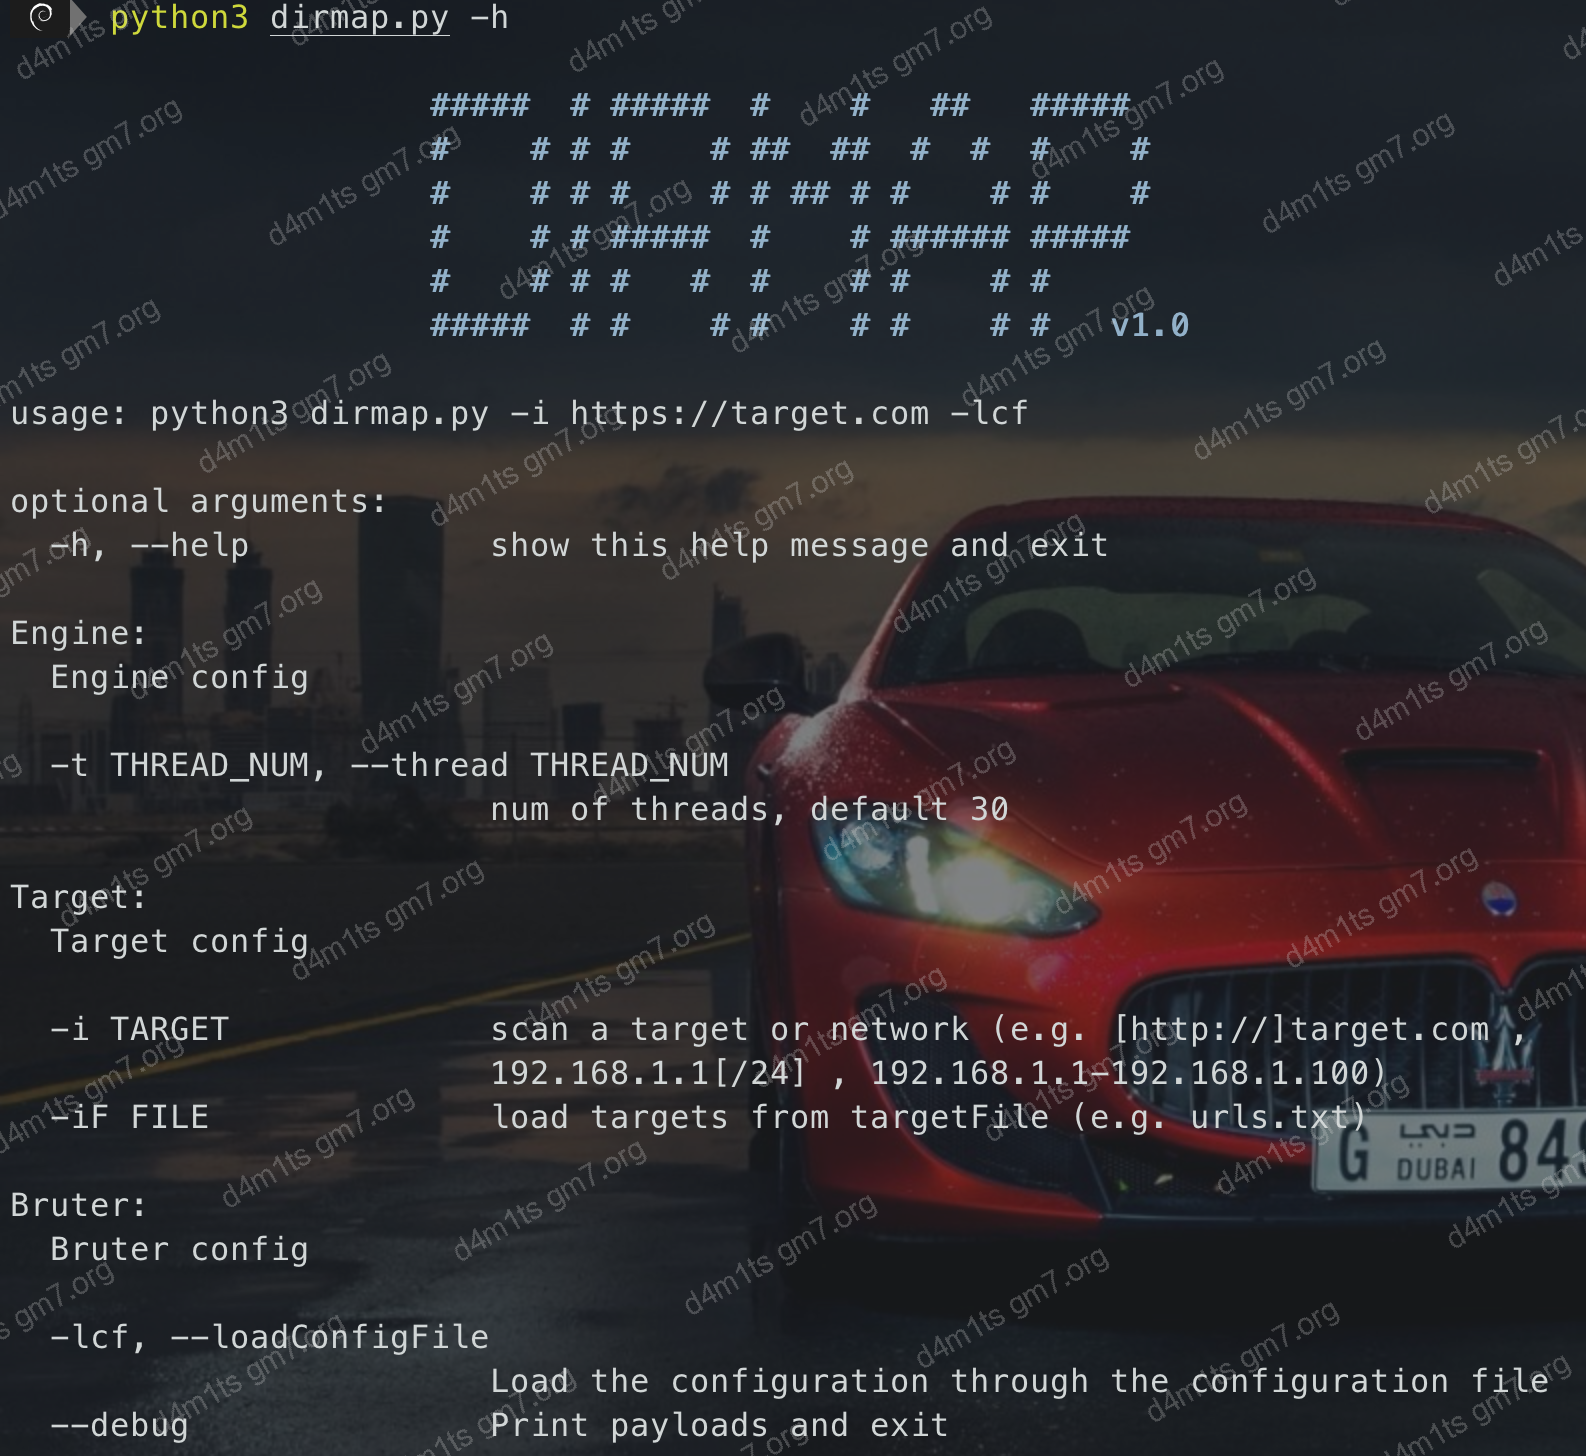 python3 dirmap.py -h
#####  # #####  #    #   ##   #####
#    # # #    # ##  ##  #  #  #    #
#    # # #    # # ## # #    # #    #
#    # # #####  #    # ###### #####
#    # # #   #  #    # #    # #
#####  # #    # #    # #    # #   v1.0
usage: python3 dirmap.py -i https://target.com -lcf
optional arguments:
-h, --help            show this help message and exit
Engine:
Engine config
-t THREAD_NUM, --thread THREAD_NUM
num of threads, default 30
Target:
Target config
-i TARGET             scan a target or network (e.g. [http://]target.com ,
192.168.1.1[/24] , 192.168.1.1-192.168.1.100)
-iF FILE              load targets from targetFile (e.g. urls.txt)
G DUBAI 849
Bruter:
Bruter config
-lcf, --loadConfigFile
Load the configuration through the configuration file
--debug               Print payloads and exit
d4m1ts gm7.org